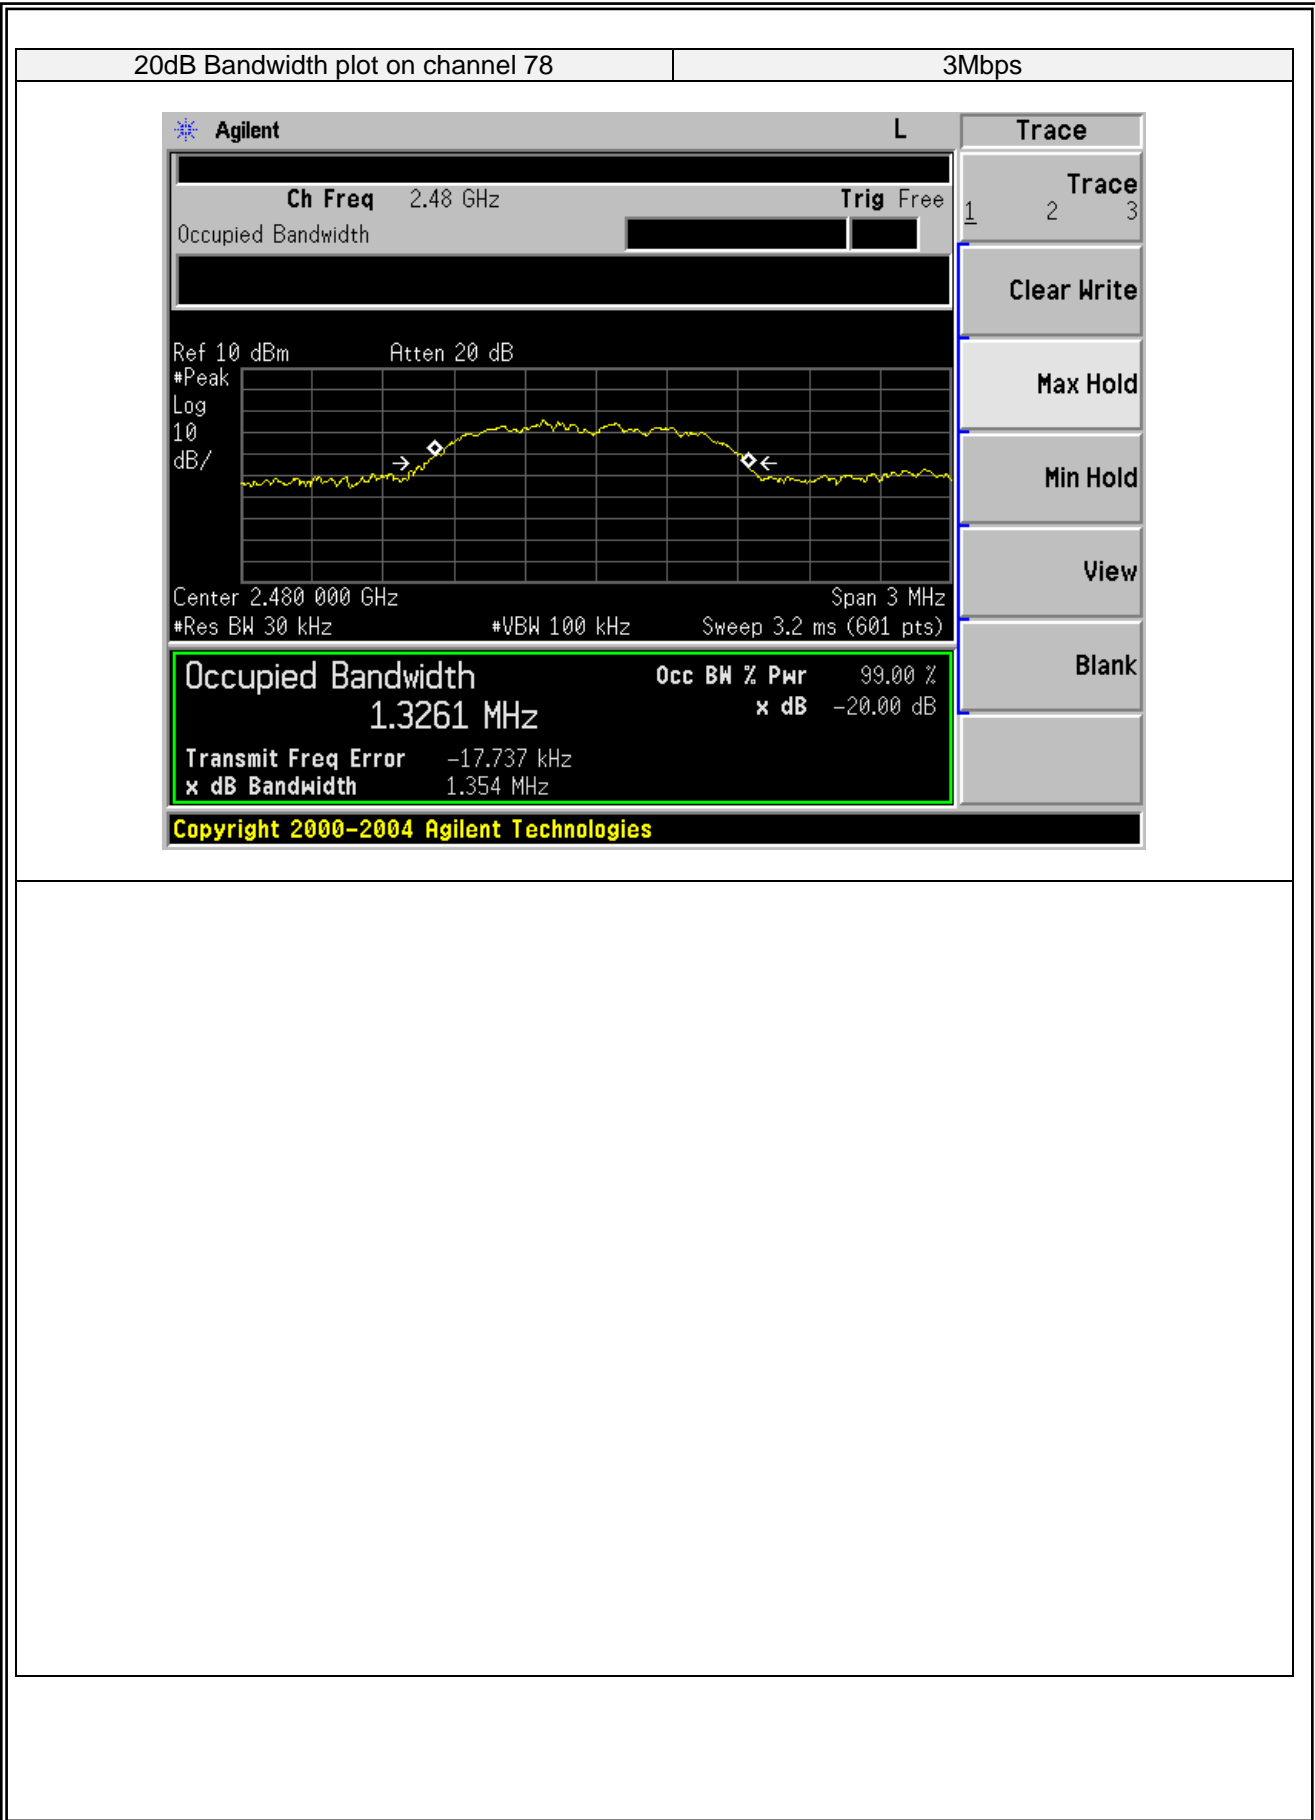 20dB Bandwidth plot on channel 78 3Mbps
Agilent L Trace
Ch Freq 2.48 GHz Trig Free
Occupied Bandwidth
Trace
1 2 3
Clear Write
Ref 10 dBm Atten 20 dB
#Peak
Log
10
dB/
Max Hold
Min Hold
View
Center 2.480 000 GHz Span 3 MHz
#Res BW 30 kHz #VBW 100 kHz Sweep 3.2 ms (601 pts)
Blank
Occupied Bandwidth Occ BW % Pwr 99.00 %
1.3261 MHz x dB -20.00 dB
Transmit Freq Error -17.737 kHz
x dB Bandwidth 1.354 MHz
Copyright 2000-2004 Agilent Technologies